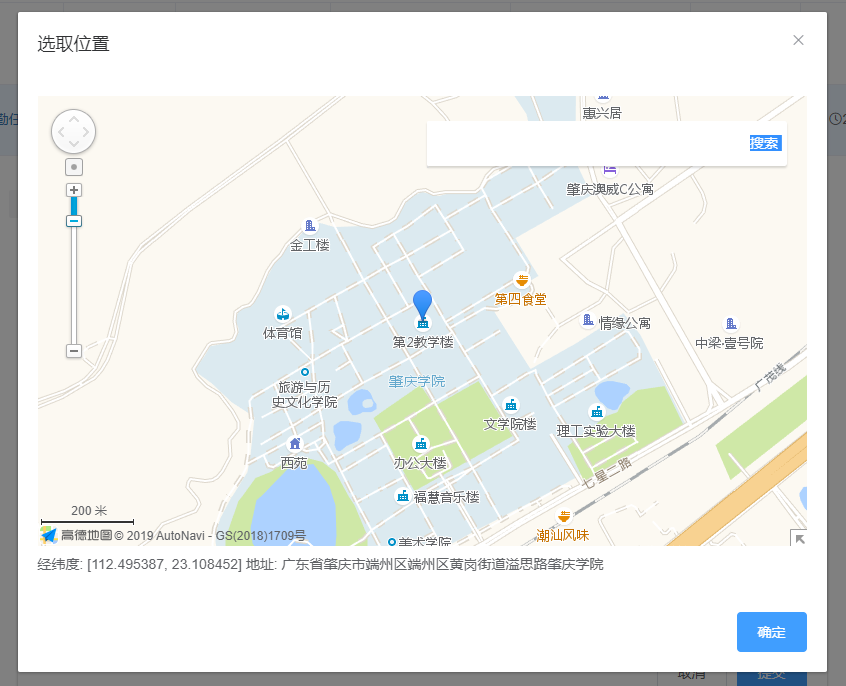 选取位置
惠兴居
搜索
肇庆澳威C公寓
金工楼
第四食堂
体育馆
情缘公寓
第2教学楼
中梁·壹号院
广茂线
旅游与历
史文化学院
肇庆学院
文学院楼
理工实验大楼
西苑
办公大楼
七星二路
福慧音乐楼
200 米
高德地图 © 2019 AutoNavi - GS(2018)1709号
美术学院
潮汕风味
经纬度: [112.495387, 23.108452] 地址: 广东省肇庆市端州区端州区黄岗街道溢思路肇庆学院
确定
取消
提交